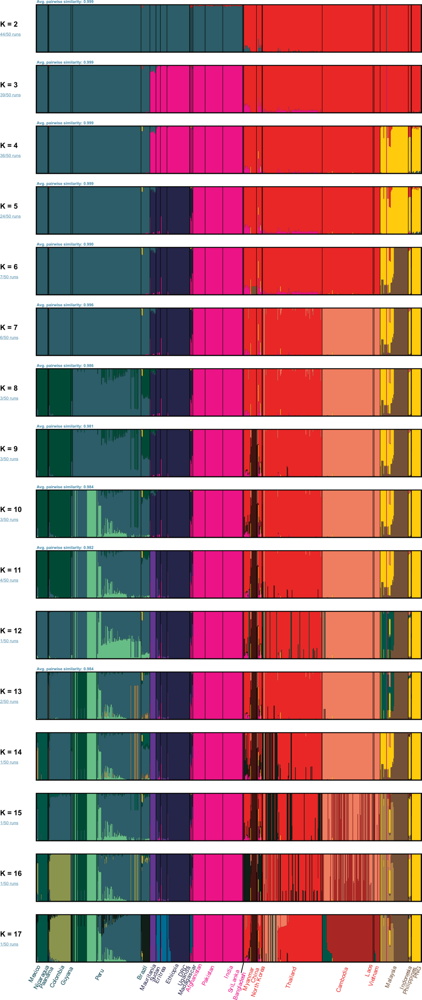 Avg. pairwise similarity: 0.999
K = 2
44/50 runs
Avg. pairwise similarity: 0.999
K = 3
39/50 runs
Avg. pairwise similarity: 0.999
K = 4
36/50 runs
Avg. pairwise similarity: 0.999
K = 5
24/50 runs
Avg. pairwise similarity: 0.990
K = 6
7/50 runs
Avg. pairwise similarity: 0.996
K = 7
6/50 runs
Avg. pairwise similarity: 0.986
K = 8
3/50 runs
Avg. pairwise similarity: 0.981
K = 9
3/50 runs
Avg. pairwise similarity: 0.984
K = 10
3/50 runs
Avg. pairwise similarity: 0.982
K = 11
4/50 runs
K = 12
1/50 runs
Avg. pairwise similarity: 0.984
K = 13
2/50 runs
K = 14
1/50 runs
K = 15
1/50 runs
K = 16
1/50 runs
K = 17
1/50 runs
Mexico
Nicaragua
Paanama
Colombia
Guyana
Peru
Brazil
Mauritania
Sudan
Eritrea
Ethiopia
DRC
Uganda
Madagascar
Afghanistan
Pakistan
India
Sri Lanka
Bangladesh
Myanmar
China
North Korea
Thailand
Cambodia
Laos
Vietnam
Malaysia
Indonesia
Philippines
PNG